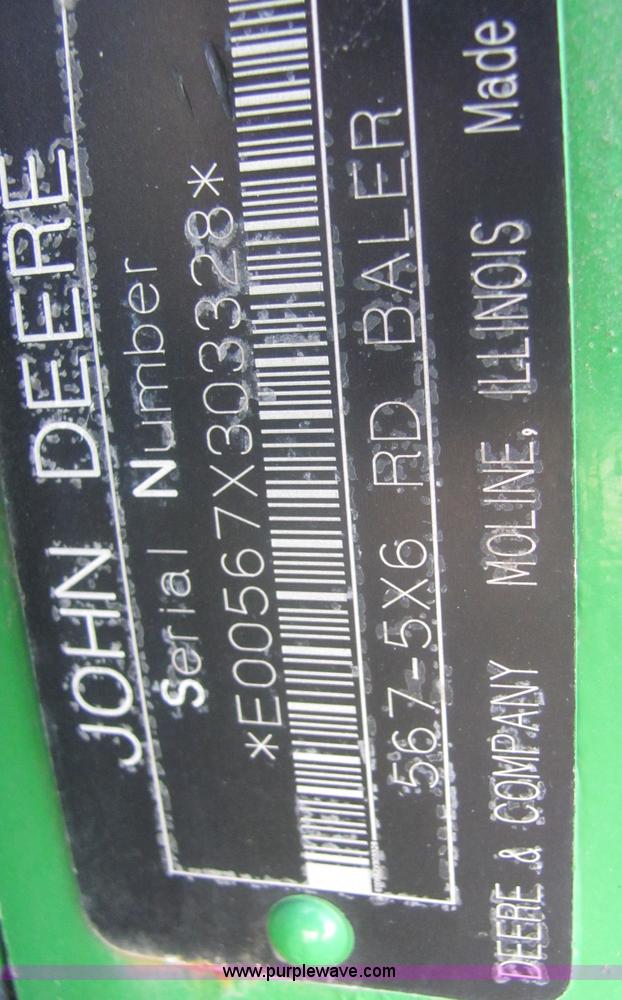 JOHN DEERE
Serial Number
*E00567X303328*
567-5X6 RD BALER
DEERE & COMPANY MOLINE, ILLINOIS Made
www.purplewave.com